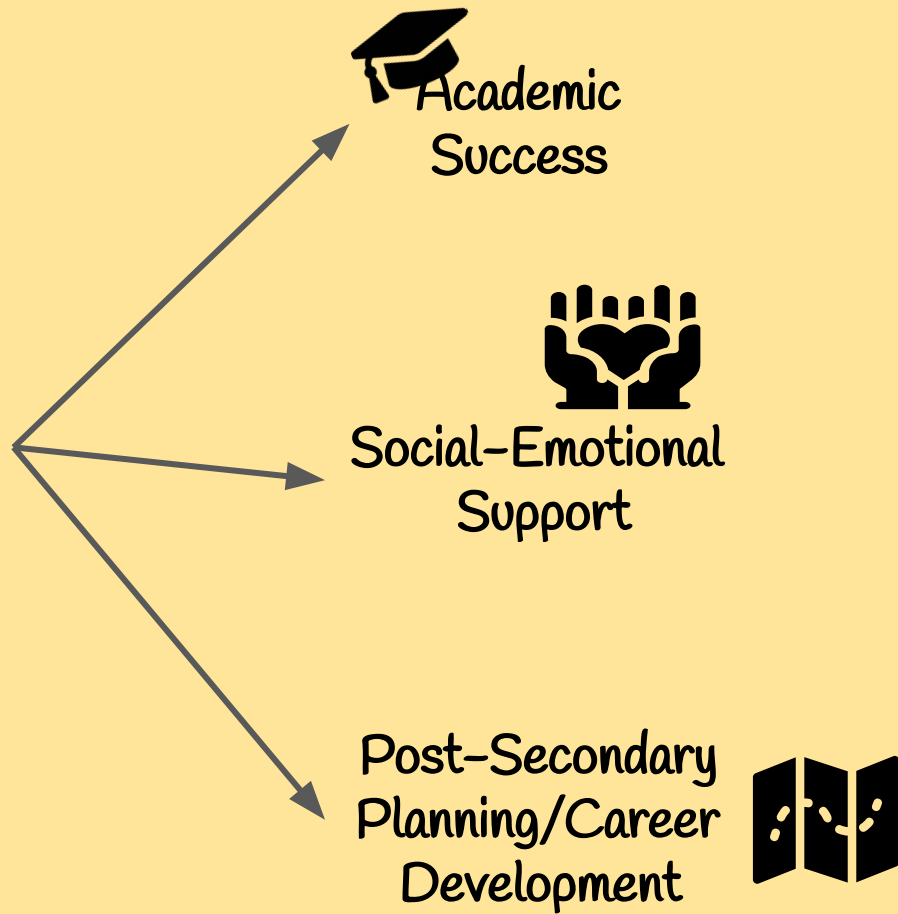 Academic
Success
Social-Emotional
Support
Post-Secondary
Planning/Career
Development